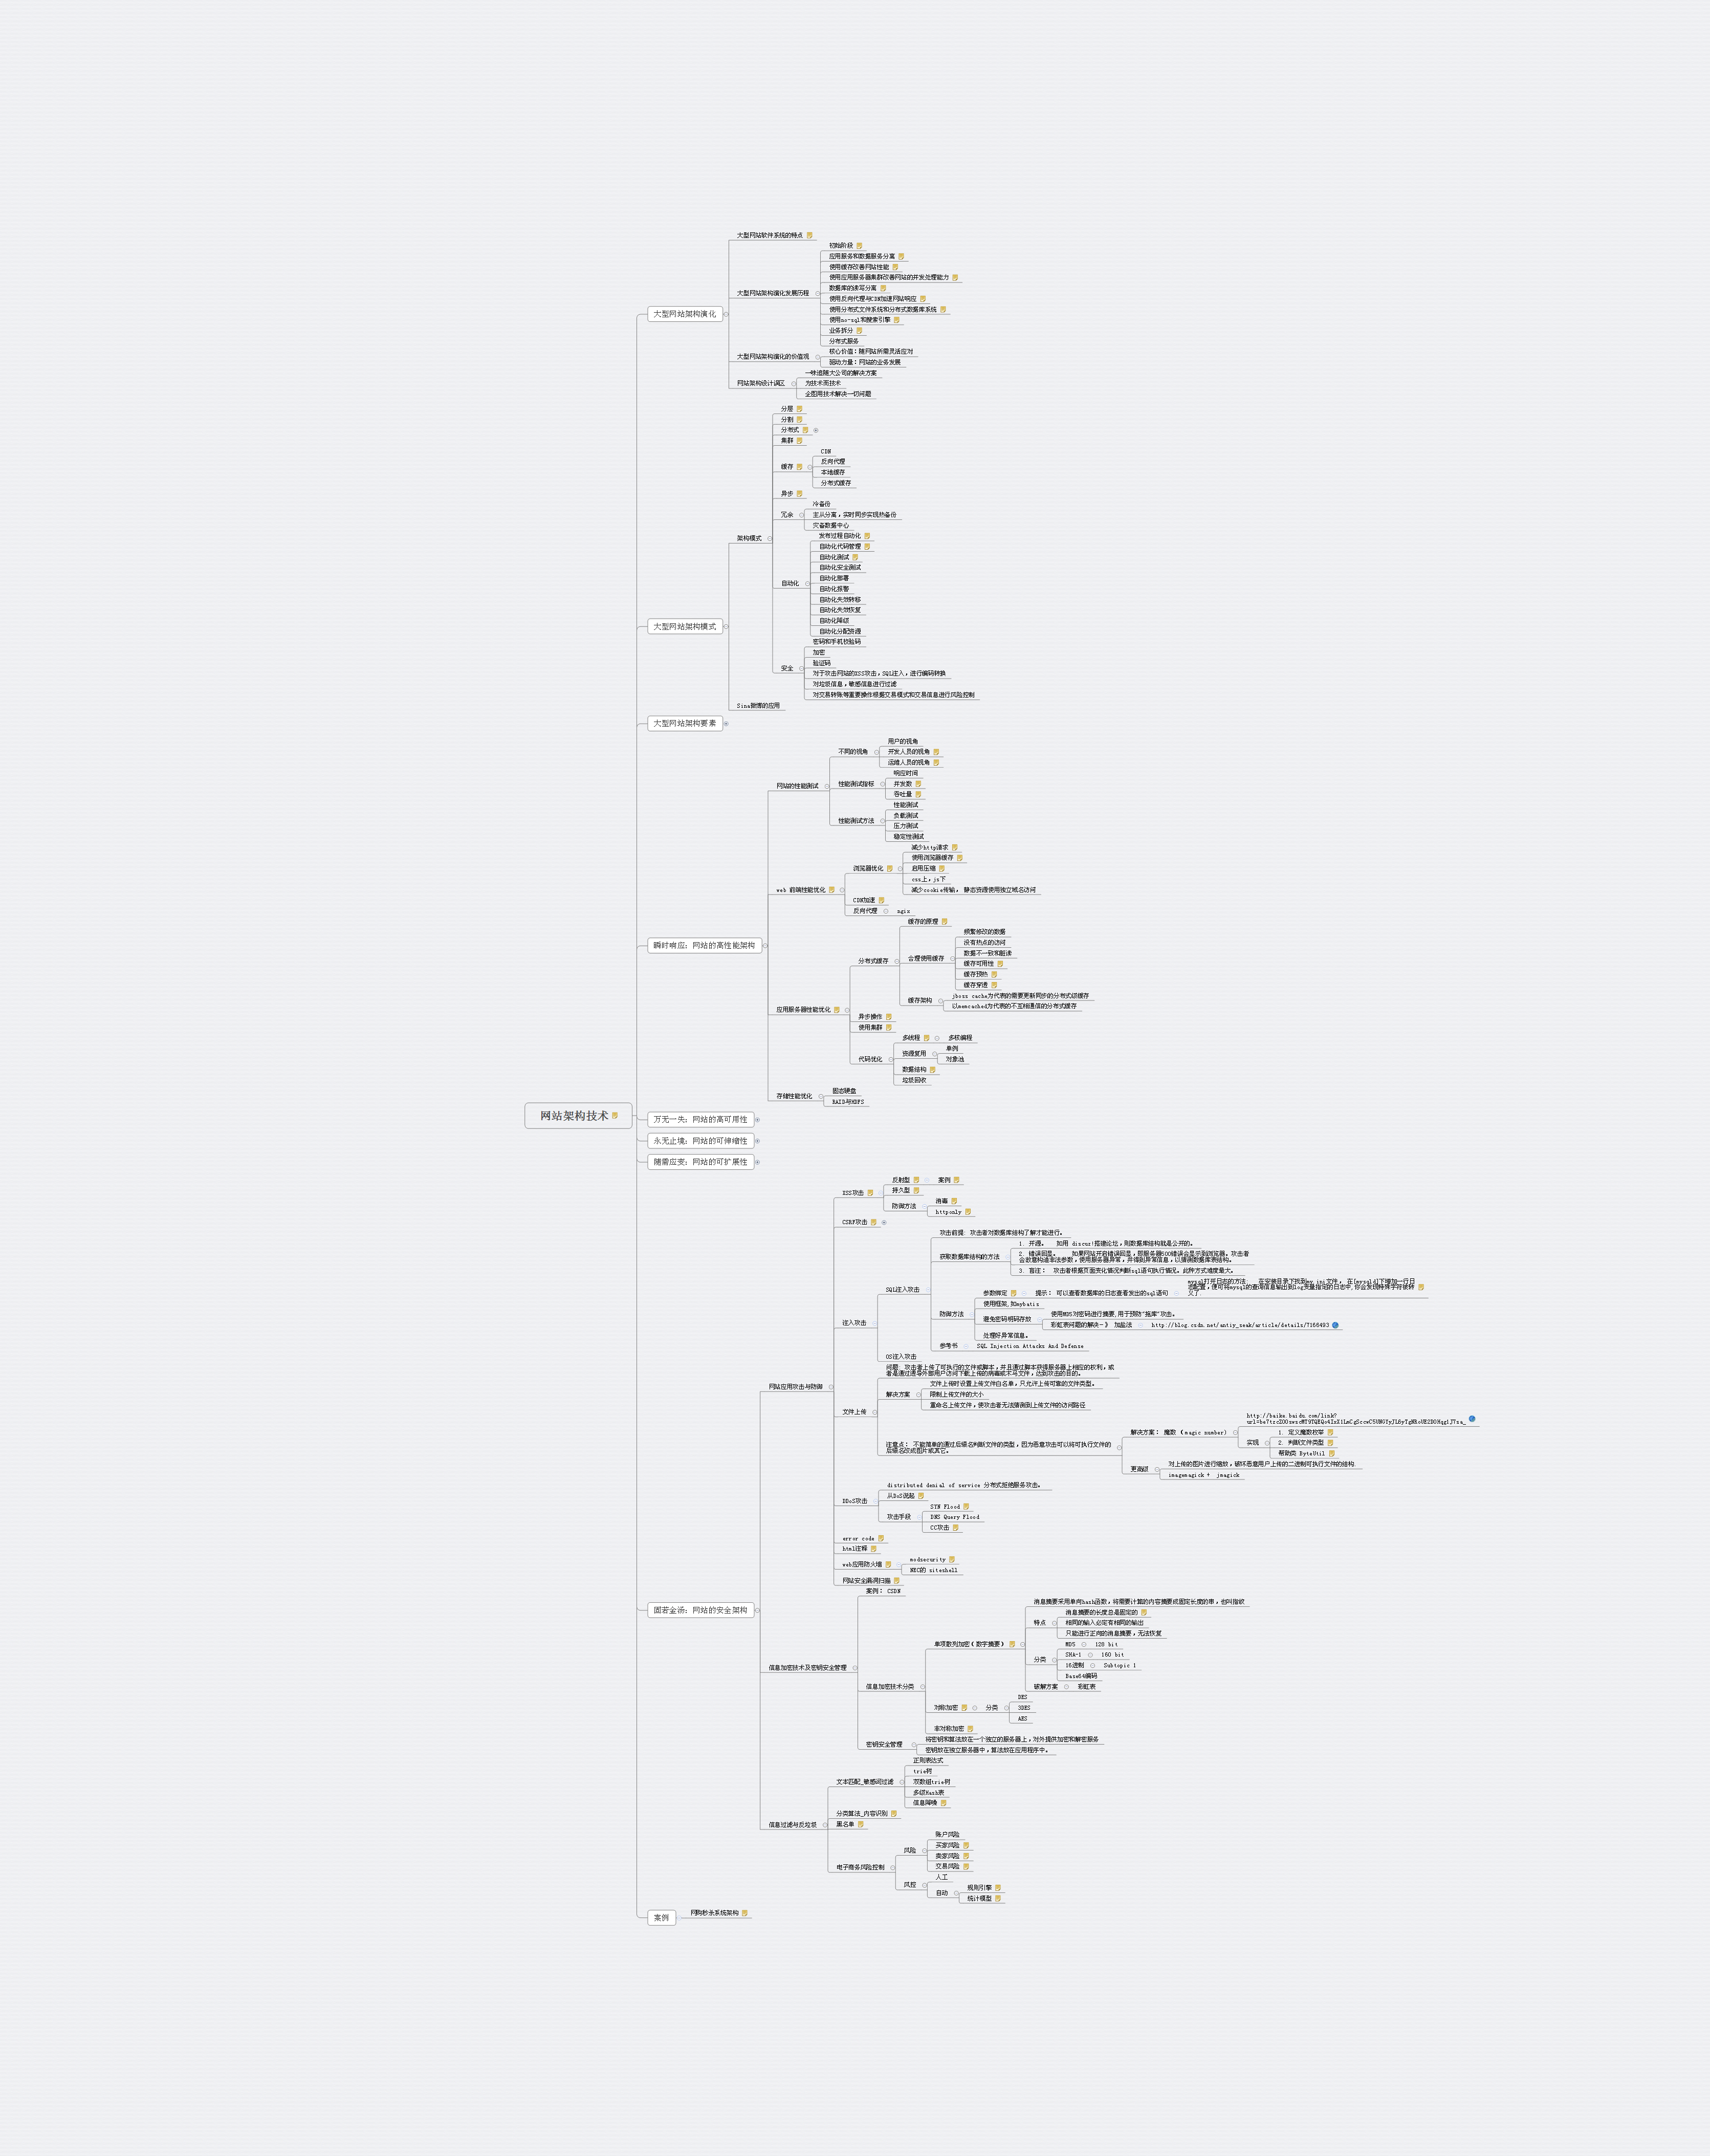 大型网站软件系统的特点
初始阶段
应用服务和数据服务分离
使用缓存改善网站性能
使用应用服务器集群改善网站的并发处理能力
大型网站架构演化发展历程
数据库的读写分离
使用反向代理与CDN加速网站响应
使用分布式文件系统和分布式数据库系统
大型网站架构演化
使用no-sql和搜索引擎
业务拆分
分布式服务
大型网站架构演化的价值观
核心价值：随网站所需灵活应对
驱动力量：网站的业务发展
网站架构设计误区
一味追随大公司的解决方案
为技术而技术
企图用技术解决一切问题
分层
分割
分布式
集群
缓存
CDN
反向代理
本地缓存
分布式缓存
异步
冗余
冷备份
主从分离，实时同步实现热备份
灾备数据中心
架构模式
自动化
发布过程自动化
自动化代码管理
自动化测试
自动化安全测试
自动化部署
自动化报警
自动化失效转移
自动化失效恢复
自动化降级
自动化分配资源
大型网站架构模式
安全
密码和手机校验码
加密
验证码
对于攻击网站的XSS攻击，SQL注入，进行编码转换
对垃圾信息，敏感信息进行过滤
对交易转账等重要操作根据交易模式和交易信息进行风险控制
Sina微博的应用
大型网站架构要素
网站的性能测试
不同的视角
用户的视角
开发人员的视角
运维人员的视角
性能测试指标
响应时间
并发数
吞吐量
性能测试方法
性能测试
负载测试
压力测试
稳定性测试
web 前端性能优化
浏览器优化
减少http请求
使用浏览器缓存
启用压缩
css上，js下
减少cookie传输， 静态资源使用独立域名访问
CDN加速
反向代理
ngix
瞬时响应：网站的高性能架构
应用服务器性能优化
分布式缓存
缓存的原理
合理使用缓存
频繁修改的数据
没有热点的访问
数据不一致和脏读
缓存可用性
缓存预热
缓存穿透
缓存架构
jboss cache为代表的需要更新同步的分布式缓存
以memcached为代表的不互相通信的分布式缓存
异步操作
使用集群
代码优化
多线程
多核编程
资源复用
单例
对象池
数据结构
垃圾回收
存储性能优化
固态硬盘
RAID与HDFS
网站架构技术
万无一失：网站的高可用性
永无止境：网站的可伸缩性
随需应变：网站的可扩展性
XSS攻击
反射型
案例
持久型
防御方法
消毒
httponly
CSRF攻击
攻击前提：攻击者对数据库结构了解才能进行。
获取数据库结构的方法
1. 开源。 如用 discuz!搭建论坛，则数据库结构就是公开的。
2. 错误回显。 如果网站开启错误回显，即服务器500错误会显示到浏览器。攻击者
会故意构造非法参数，使用服务器异常，并得到异常信息，以猜测数据库表结构。
3. 盲注： 攻击者根据页面变化情况判断sql语句执行情况。此种方式难度最大。
SQL注入攻击
防御方法
参数绑定
提示： 可以查看数据库的日志查看发出的sql语句
mysql打开日志的方法： 在安装目录下找到my.ini文件， 在[mysqld]下增加一行日
志配置，便可将mysql的查询信息输出到log变量指定的日志中,你会发现特殊字符被转
义了.
使用框架,如mybatis
避免密码明码存放
使用MD5对密码进行摘要,用于预防"拖库"攻击。
彩虹表问题的解决-》 加盐法
http://blog.csdn.net/antiy_seak/article/details/7166493
处理好异常信息。
参考书
SQL Injection Attacks And Defense
注入攻击
OS注入攻击
网站应用攻击与防御
文件上传
问题：攻击者上传了可执行的文件或脚本，并且通过脚本获得服务器上相应的权利，或
者是通过诱导外部用户访问下载上传的病毒或木马文件，达到攻击的目的。
解决方案
文件上传时设置上传文件白名单，只允许上传可靠的文件类型。
限制上传文件的大小
重命名上传文件，使攻击者无法猜测到上传文件的访问路径
注意点： 不能简单的通过后缀名判断文件的类型，因为恶意攻击可以将可执行文件的
后缀名改成图片或其它。
解决方案： 魔数 (magic number)
http://baike.baidu.com/link?
实现
1. 定义魔数枚举
2. 判断文件类型
帮助类 ByteUtil
更高级
对上传的图片进行缩放，破坏恶意用户上传的二进制可执行文件的结构.
imagemagick + jmagick
DDoS攻击
distributed denial of service 分布式拒绝服务攻击。
从DoS说起
攻击手段
SYN Flood
DNS Query Flood
CC攻击
error code
html注释
web应用防火墙
modsecurity
NEC的 siteshell
网站安全漏洞扫描
固若金汤：网站的安全架构
信息加密技术及密钥安全管理
案例： CSDN
信息加密技术分类
单项散列加密（数字摘要）
消息摘要采用单向hash函数，将需要计算的内容摘要成固定长度的串，也叫指纹
特点
消息摘要的长度总是固定的
相同的输入必定有相同的输出
只能进行正向的消息摘要，无法恢复
分类
MD5
128 bit
SHA-1
160 bit
16进制
Subtopic 1
Base64编码
破解方案
彩虹表
对称加密
分类
DES
3DES
AES
非对称加密
密钥安全管理
将密钥和算法放在一个独立的服务器上，对外提供加密和解密服务
密钥放在独立服务器中，算法放在应用程序中。
信息过滤与反垃圾
文本匹配_敏感词过滤
正则表达式
trie树
双数组trie树
多级Hash表
信息降噪
分类算法_内容识别
黑名单
电子商务风险控制
风险
账户风险
买家风险
卖家风险
交易风险
风控
人工
自动
规则引擎
统计模型
案例
网购秒杀系统架构